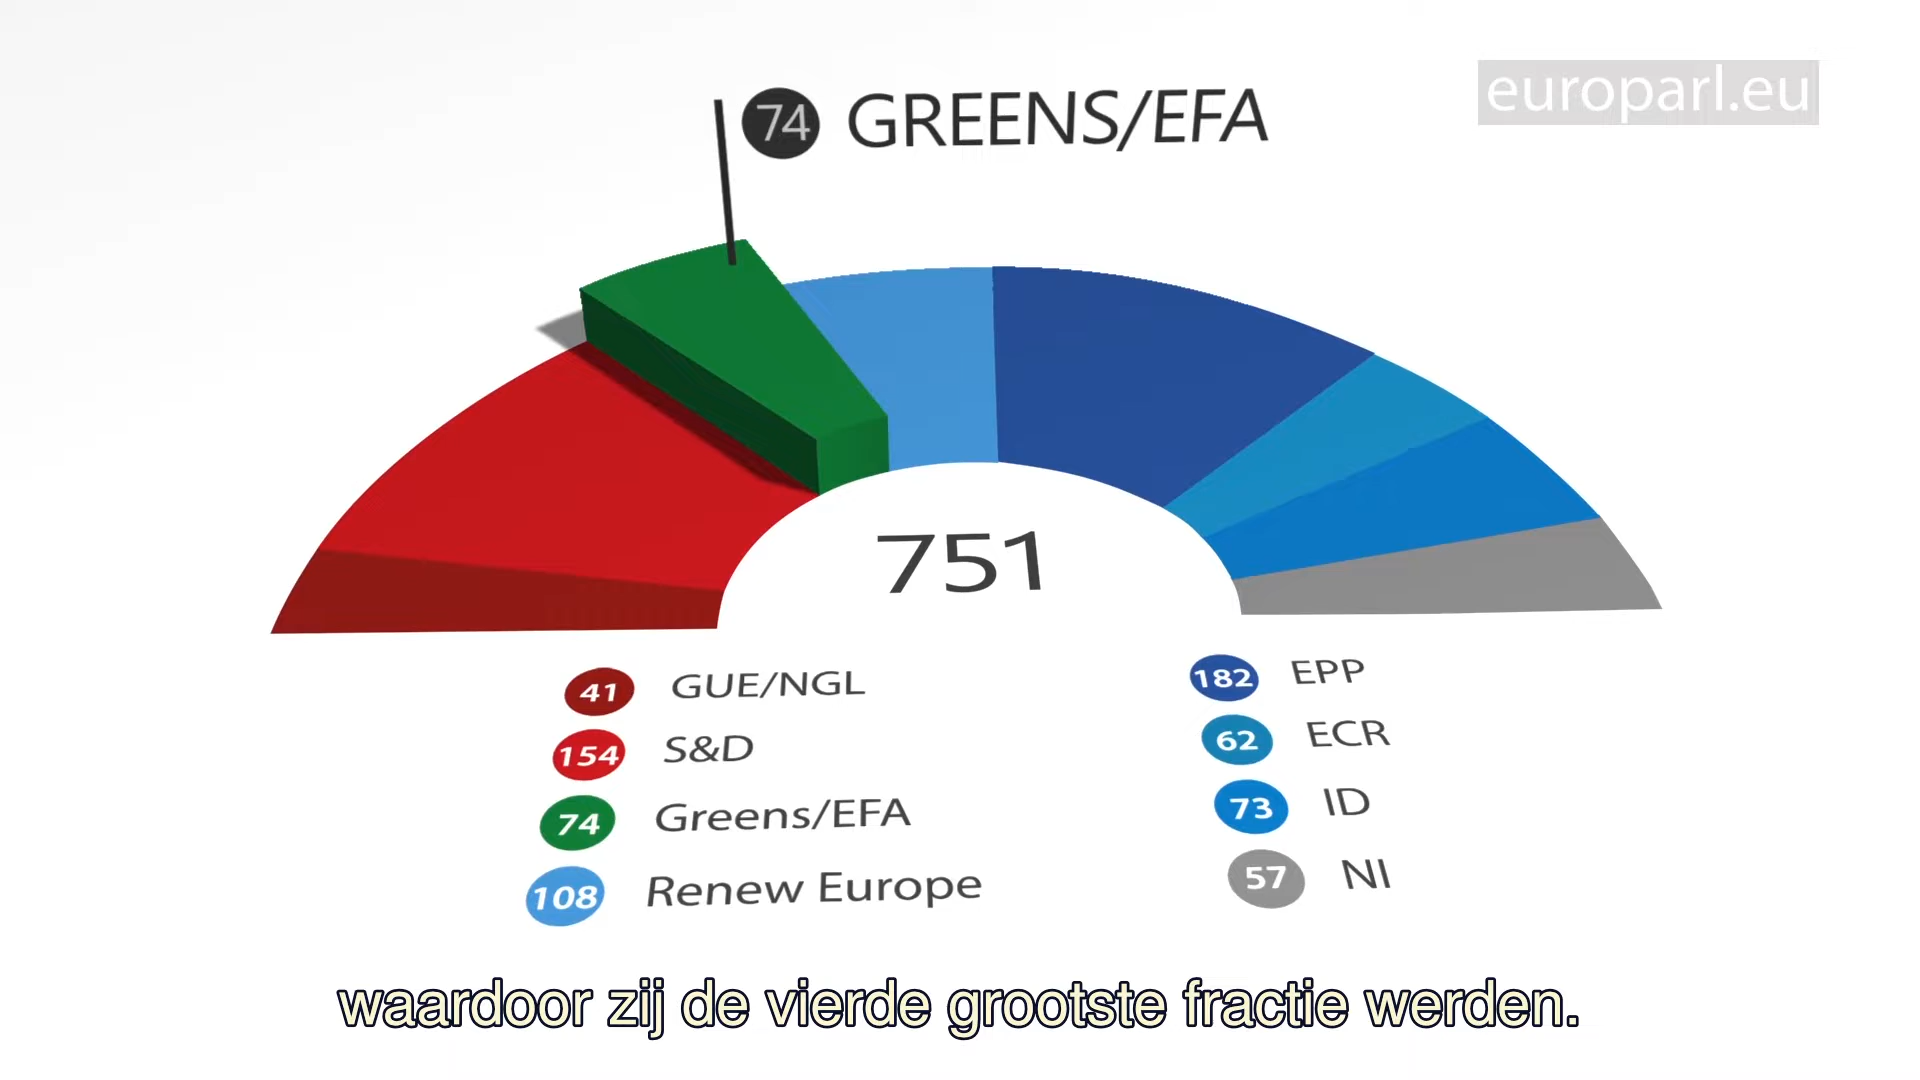 europarl.eu
74 GREENS/EFA
751
41 GUE/NGL
154 S&D
74 Greens/EFA
108 Renew Europe
182 EPP
62 ECR
73 ID
57 NI
waardoor zij de vierde grootste fractie werden.